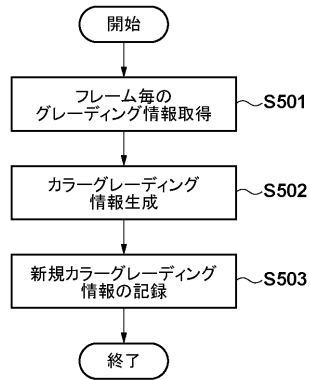 開始
フレーム毎の
グレーディング情報取得
S501
カラーグレーディング
情報生成
S502
新規カラーグレーディング
情報の記録
S503
終了